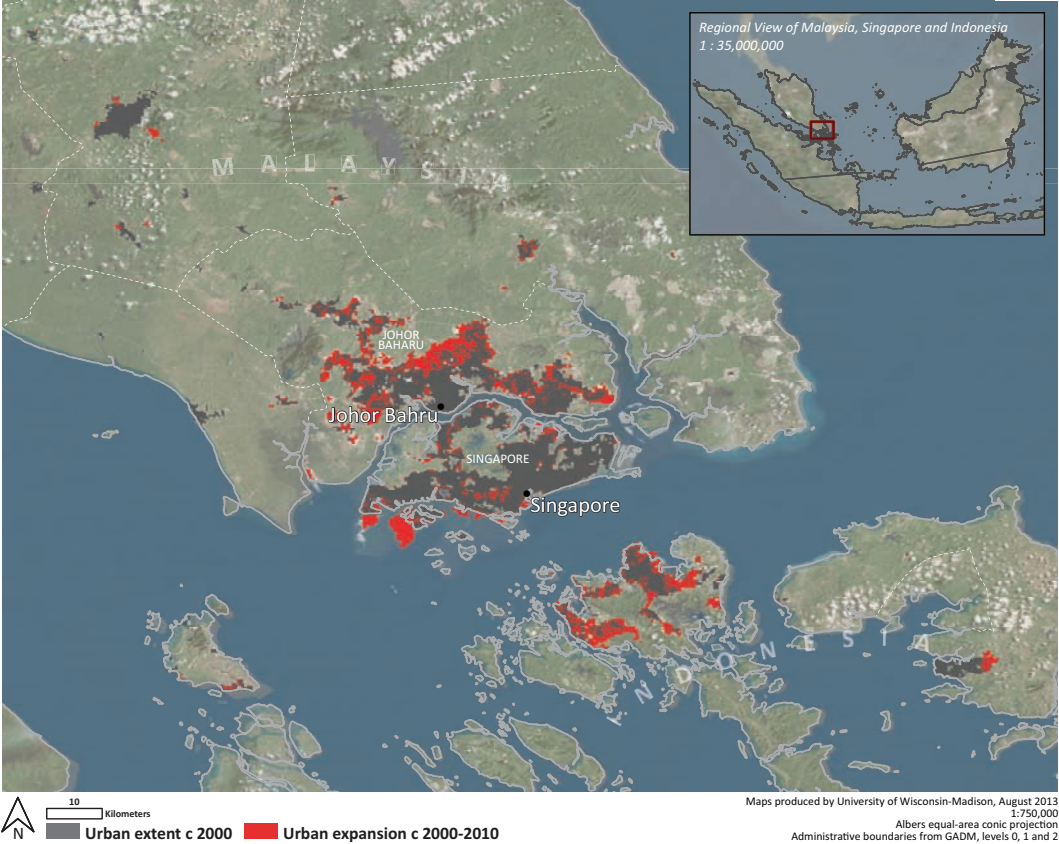 Regional View of Malaysia, Singapore and Indonesia
1 : 35,000,000
MALAYSIA
JOHOR
BAHARU
Johor Bahru
SINGAPORE
Singapore
INDONESIA
10
Kilometers
N
Urban extent c 2000
Urban expansion c 2000-2010
Maps produced by University of Wisconsin-Madison, August 2013
1:750,000
Albers equal-area conic projection
Administrative boundaries from GADM, levels 0, 1 and 2